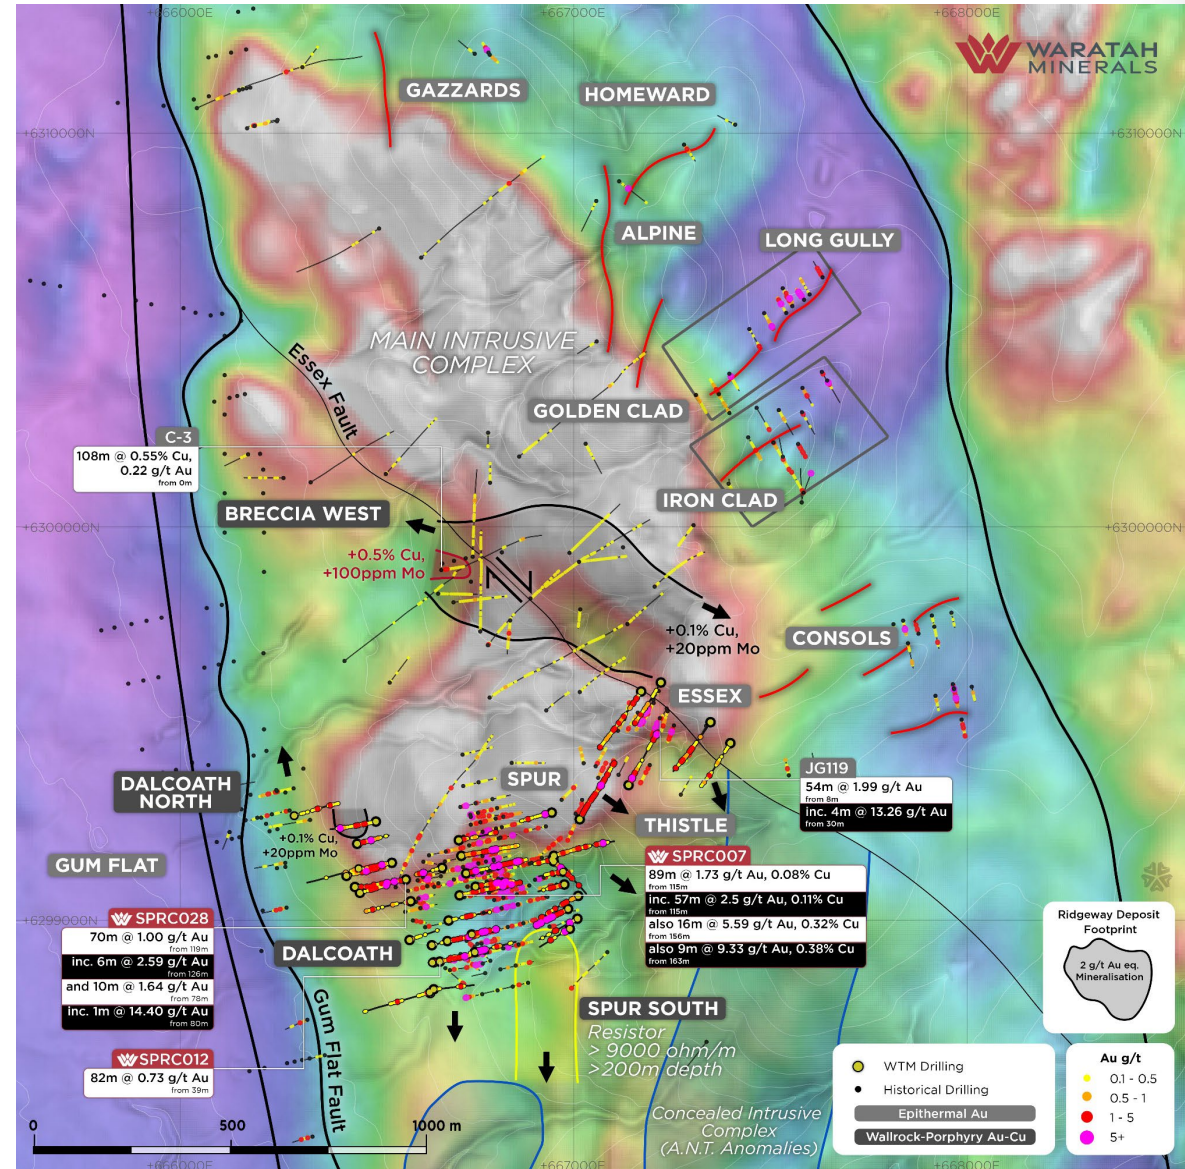 +666000E
+667000E
+668000E
WARATAH
MINERALS
GAZZARDS
HOMEWARD
+6310000N
+6310000N
ALPINE
LONG GULLY
MAIN INTRUSIVE
COMPLEX
Essex Fault
GOLDEN CLAD
C-3
108m @ 0.55% Cu,
0.22 g/t Au
from 0m
IRON CLAD
BRECCIA WEST
+6300000N
+6300000N
+0.5% Cu,
+100ppm Mo
+0.1% Cu,
+20ppm Mo
CONSOLS
ESSEX
SPUR
DALCOATH
NORTH
JG119
54m @ 1.99 g/t Au
from 8m
inc. 4m @ 13.26 g/t Au
from 30m
THISTLE
+0.1% Cu,
+20ppm Mo
GUM FLAT
SPRC007
89m @ 1.73 g/t Au, 0.08% Cu
from 115m
inc. 57m @ 2.5 g/t Au, 0.11% Cu
from 115m
also 16m @ 5.59 g/t Au, 0.32% Cu
from 156m
also 9m @ 9.33 g/t Au, 0.38% Cu
from 163m
+6299000N
SPRC028
70m @ 1.00 g/t Au
from 119m
inc. 6m @ 2.59 g/t Au
from 126m
and 10m @ 1.64 g/t Au
from 78m
inc. 1m @ 14.40 g/t Au
from 80m
DALCOATH
Ridgeway Deposit
Footprint
2 g/t Au eq.
Mineralisation
Gum Flat Fault
SPUR SOUTH
Resistor
> 9000 ohm/m
>200m depth
SPRC012
82m @ 0.73 g/t Au
from 39m
WTM Drilling
Historical Drilling
Epithermal Au
Wallrock-Porphyry Au-Cu
Au g/t
0.1 - 0.5
0.5 - 1
1 - 5
5+
Concealed Intrusive
Complex
(A.N.T. Anomalies)
0
500
1000 m
+666000E
+667000E
+668000E